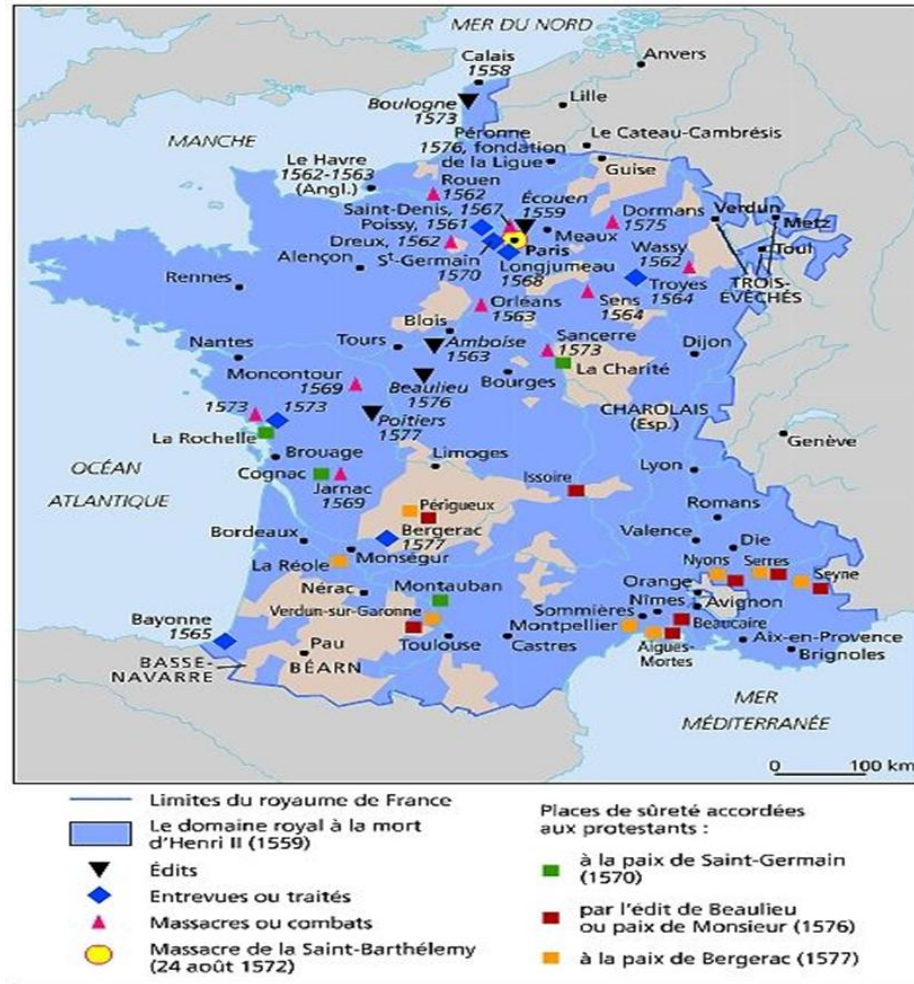 MER DU NORD
Calais
1558
Anvers
Boulogne
1573
Lille
MANCHE
Péronne
1576, fondation
de la Ligue
Le Cateau-Cambrésis
Le Havre
1562-1563
(Angl.)
Guise
Rouen
1562
Saint-Denis, 1567
Écouen
1559
Poissy, 1561
Dormans
1575
Verdun
Metz
Dreux, 1562
Meaux
Paris
Wassy
1562
Toul
Alençon
St-Germain
1570
Longjumeau
1568
Troyes
1564
TROIS-
ÉVÊCHÉS
Rennes
Orléans
1563
Sens
1564
Blois
Nantes
Tours
Amboise
1563
Sancerre
1573
Dijon
Moncontour
1569
Beaulieu
1576
Bourges
La Charité
1573
1573
Poitiers
1577
CHAROLAIS
(Esp.)
La Rochelle
Genève
Brouage
Limoges
OCÉAN
ATLANTIQUE
Cognac
Jarnac
1569
Issoire
Lyon
Périgueux
Romans
Bordeaux
Bergerac
1577
Valence
Die
Monségur
La Réole
Nyons
Serres
Seyne
Nérac
Montauban
Orange
Nîmes
Avignon
Verdun-sur-Garonne
Sommières
Beaucaire
Bayonne
1565
Montpellier
Pau
Toulouse
Castres
Aigues-
Mortes
Aix-en-Provence
Brignoles
BASSE-
NAVARRE
BÉARN
MER
MÉDITERRANÉE
0
100 km
Limites du royaume de France
Le domaine royal à la mort
d'Henri II (1559)
Édits
Entrevues ou traités
Massacres ou combats
Massacre de la Saint-Barthélemy
(24 août 1572)
Places de sûreté accordées
aux protestants :
à la paix de Saint-Germain
(1570)
par l'édit de Beaulieu
ou paix de Monsieur (1576)
à la paix de Bergerac (1577)